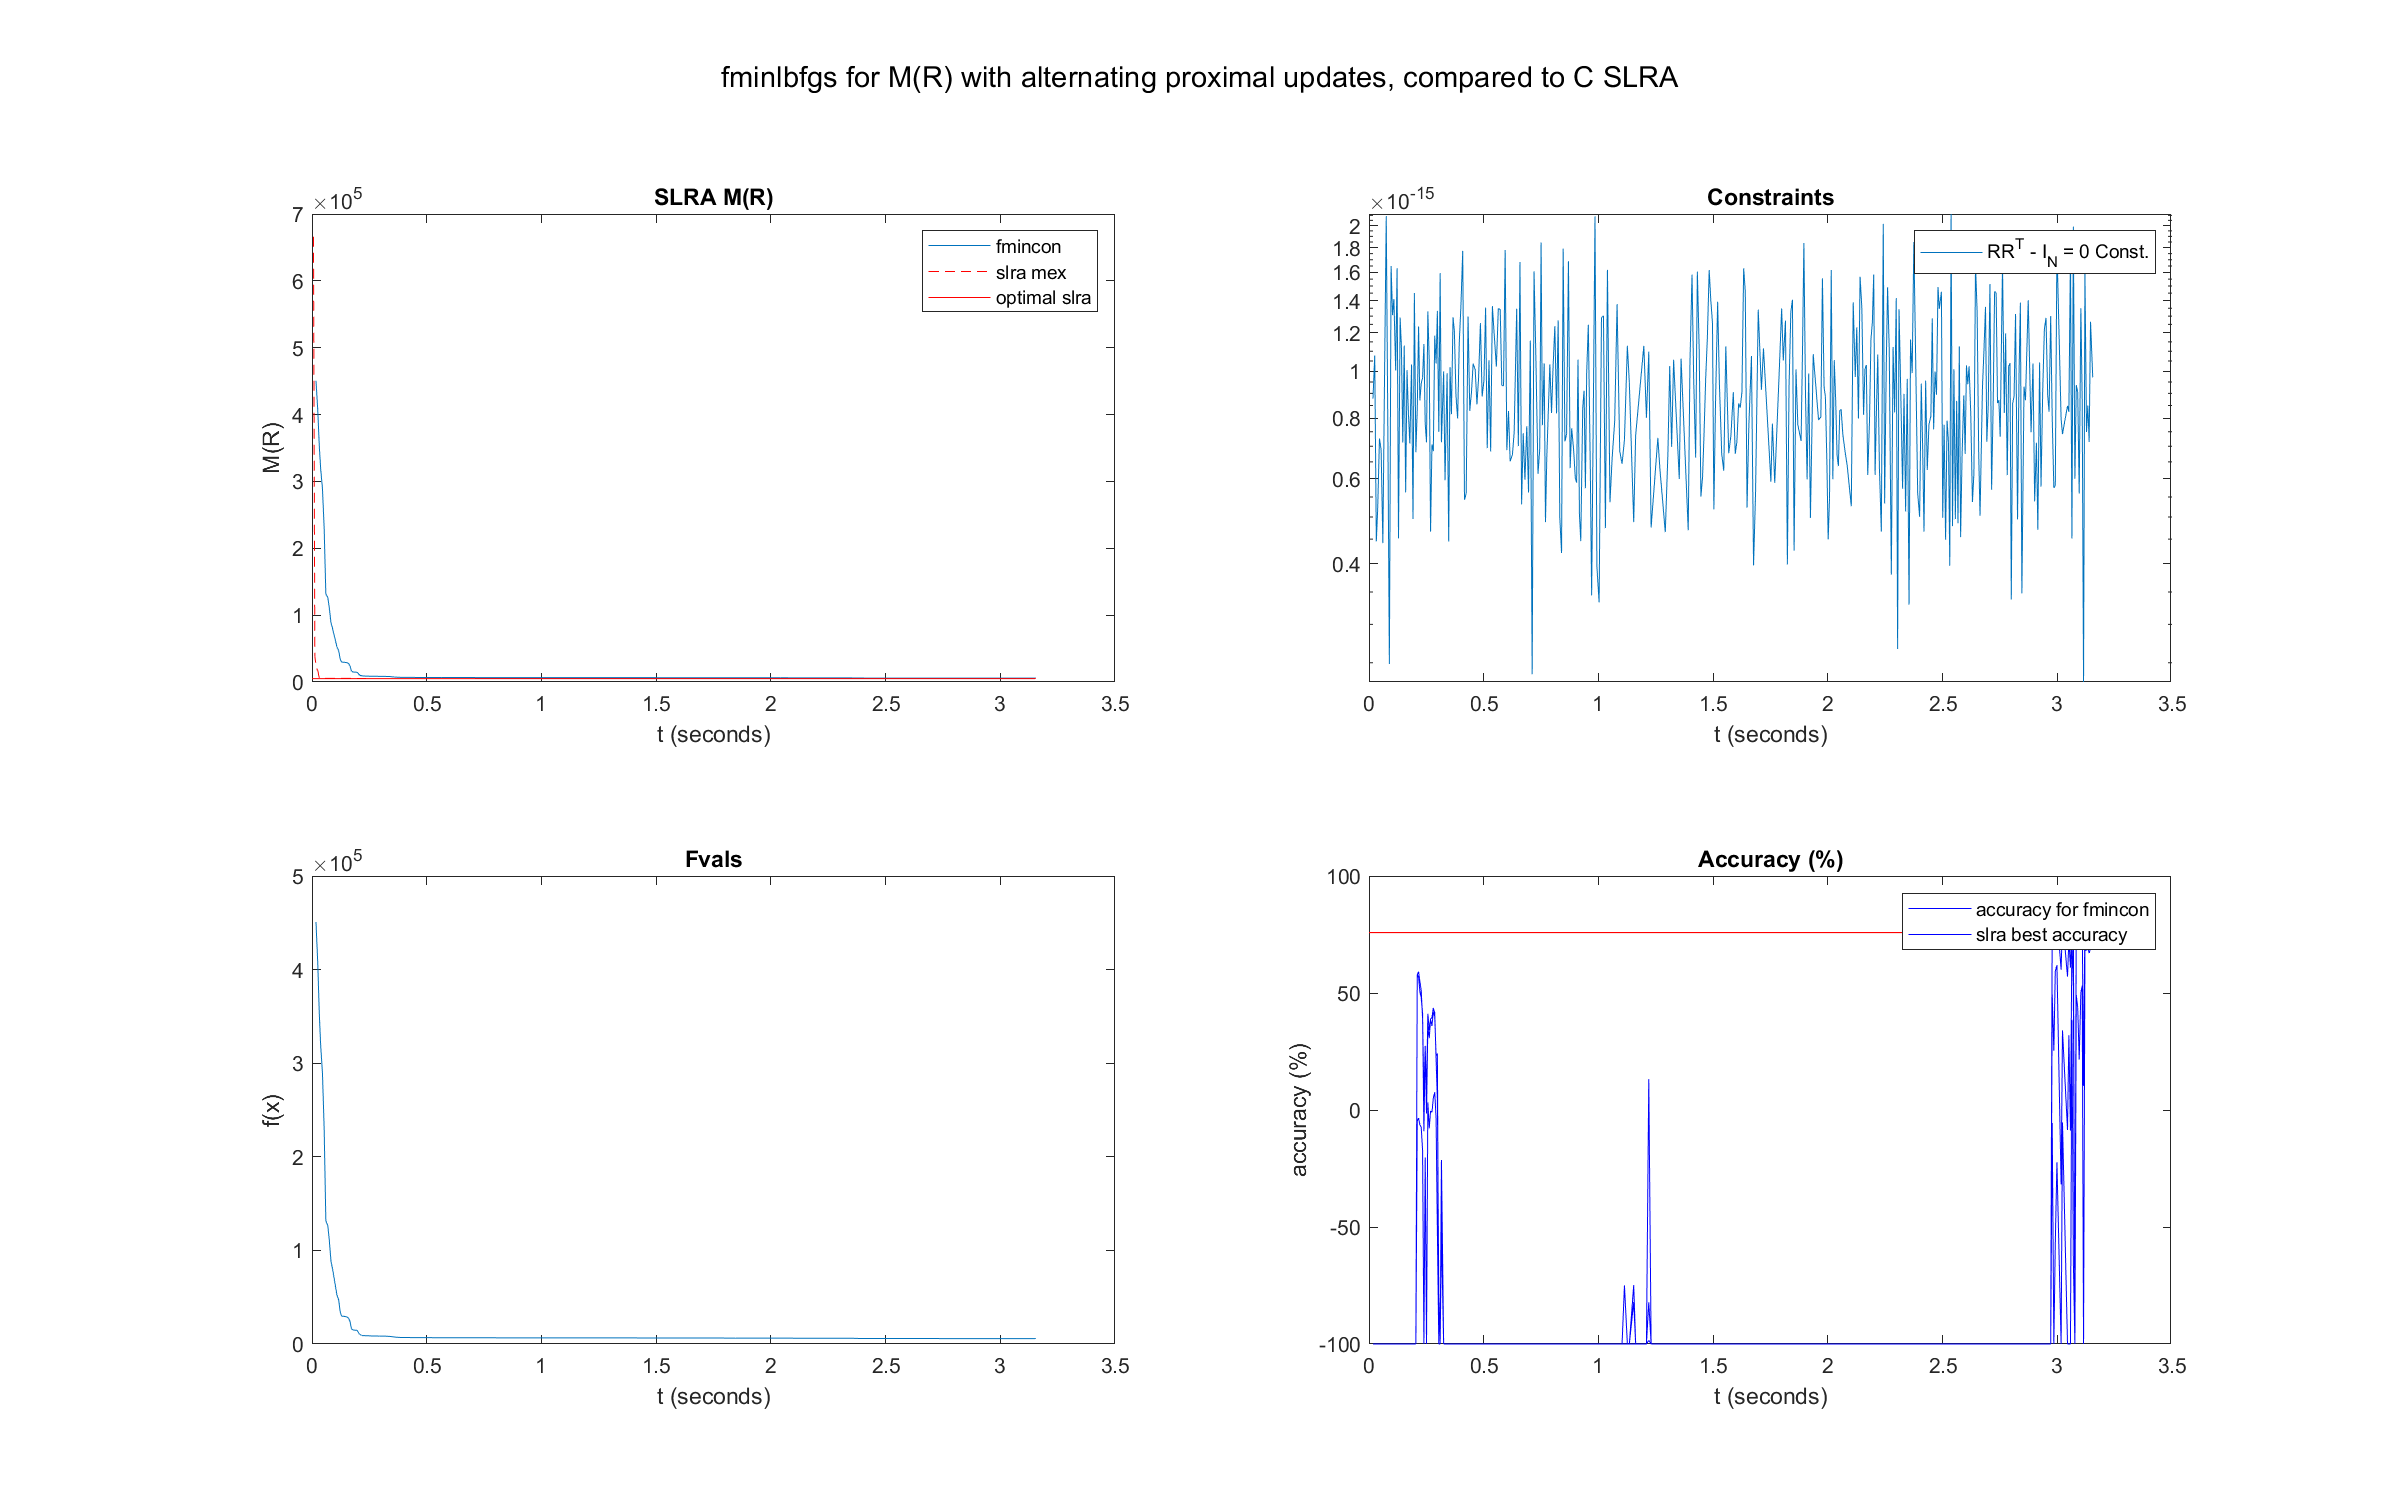 fminlbfgs for M(R) with alternating proximal updates, compared to C SLRA
SLRA M(R)
×10^5
7
6
5
4
3
2
1
0
M(R)
0 0.5 1 1.5 2 2.5 3 3.5
t (seconds)
fmincon
slra mex
optimal slra
Constraints
×10^-15
2
1.8
1.6
1.4
1.2
1
0.8
0.6
0.4
0 0.5 1 1.5 2 2.5 3 3.5
t (seconds)
RR^T - I_N = 0 Const.
Fvals
×10^5
5
4
3
2
1
0
f(x)
0 0.5 1 1.5 2 2.5 3 3.5
t (seconds)
Accuracy (%)
100
50
0
-50
-100
accuracy (%)
0 0.5 1 1.5 2 2.5 3 3.5
t (seconds)
accuracy for fmincon
slra best accuracy